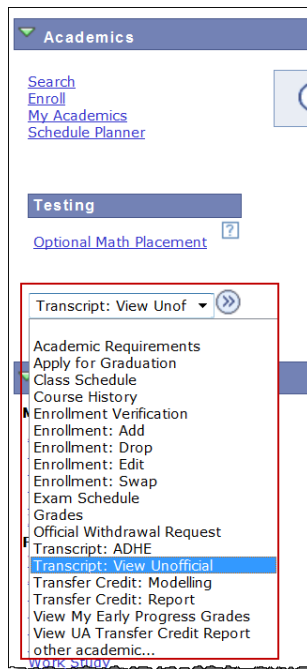 Academics
Search
Enroll
My Academics
Schedule Planner
Testing
Optional Math Placement
?
Transcript: View Unof
Academic Requirements
Apply for Graduation
Class Schedule
Course History
Enrollment Verification
Enrollment: Add
Enrollment: Drop
Enrollment: Edit
Enrollment: Swap
Exam Schedule
Grades
Official Withdrawal Request
Transcript: ADHE
Transcript: View Unofficial
Transfer Credit: Modelling
Transfer Credit: Report
View My Early Progress Grades
View UA Transfer Credit Report
other academic...
Work Study